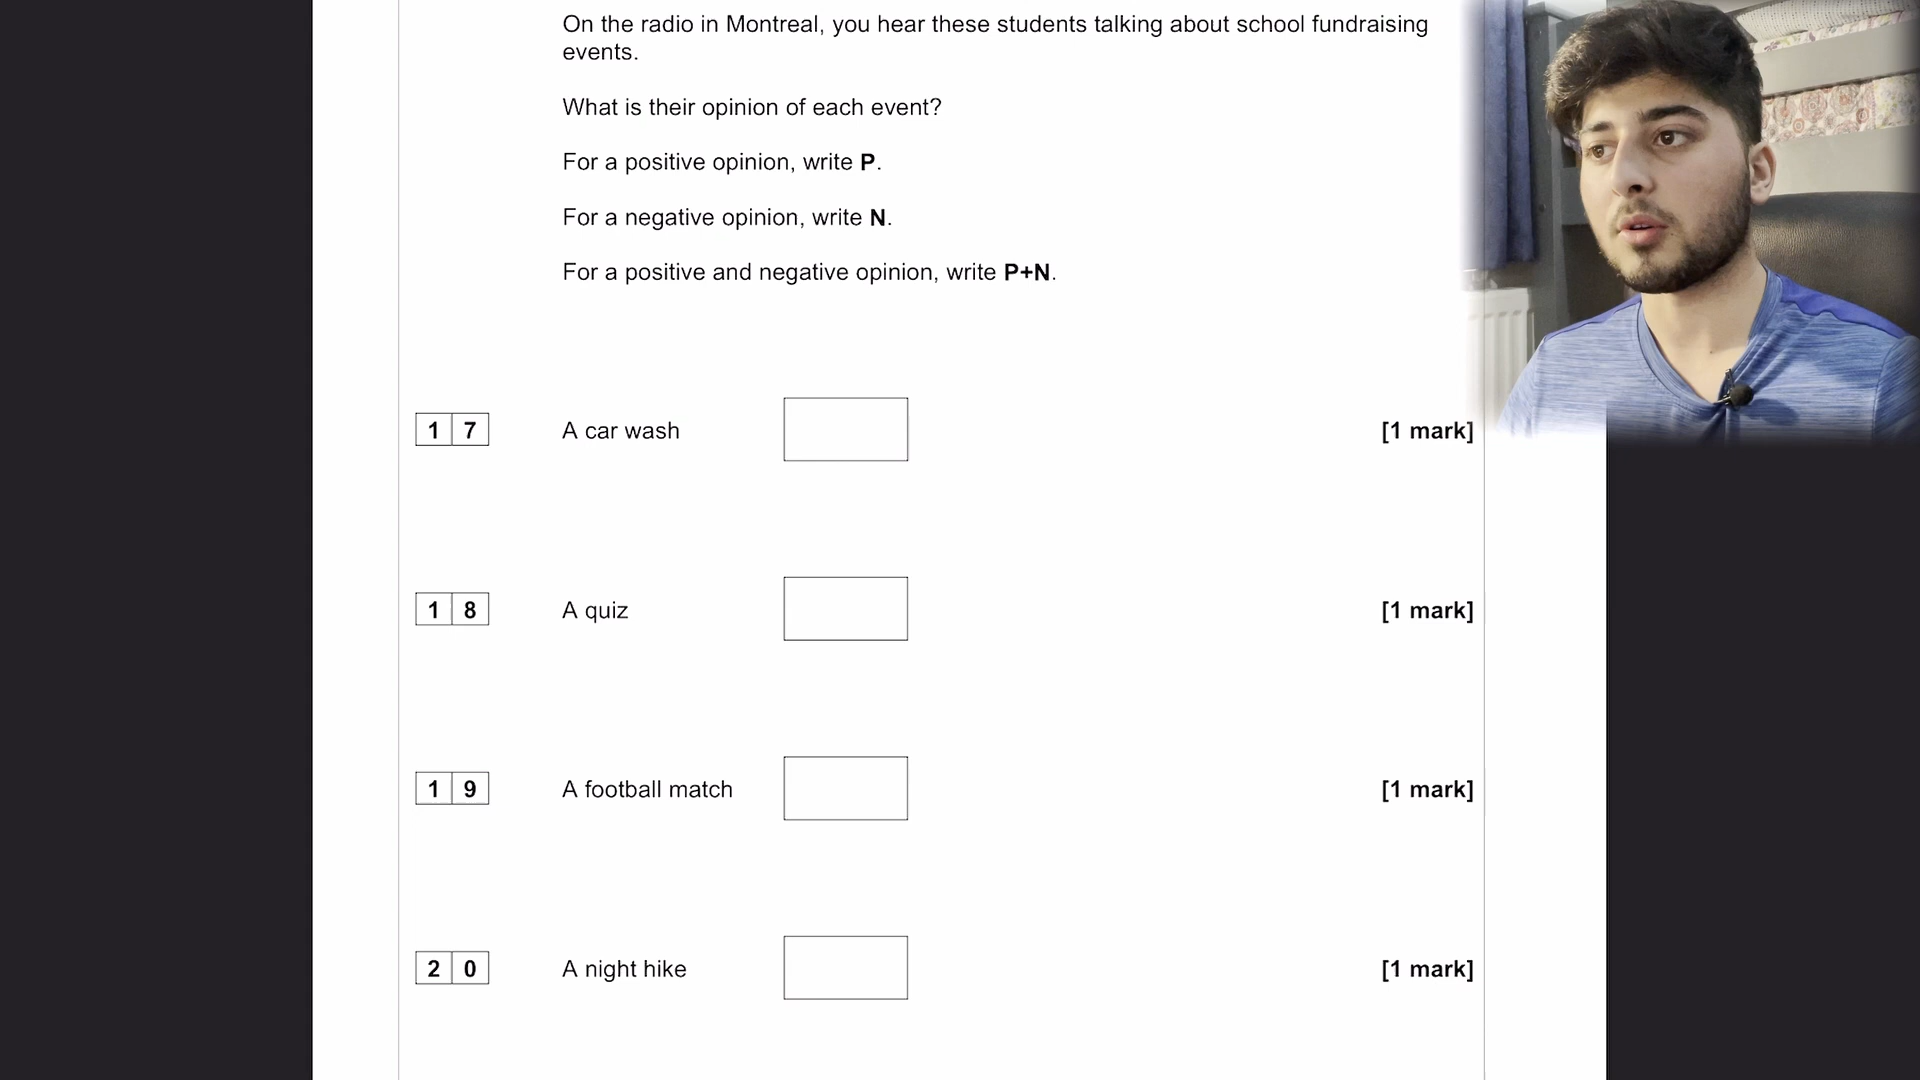 On the radio in Montreal, you hear these students talking about school fundraising
events.
What is their opinion of each event?
For a positive opinion, write P.
For a negative opinion, write N.
For a positive and negative opinion, write P+N.
1 7 A car wash [1 mark]
1 8 A quiz [1 mark]
1 9 A football match [1 mark]
2 0 A night hike [1 mark]